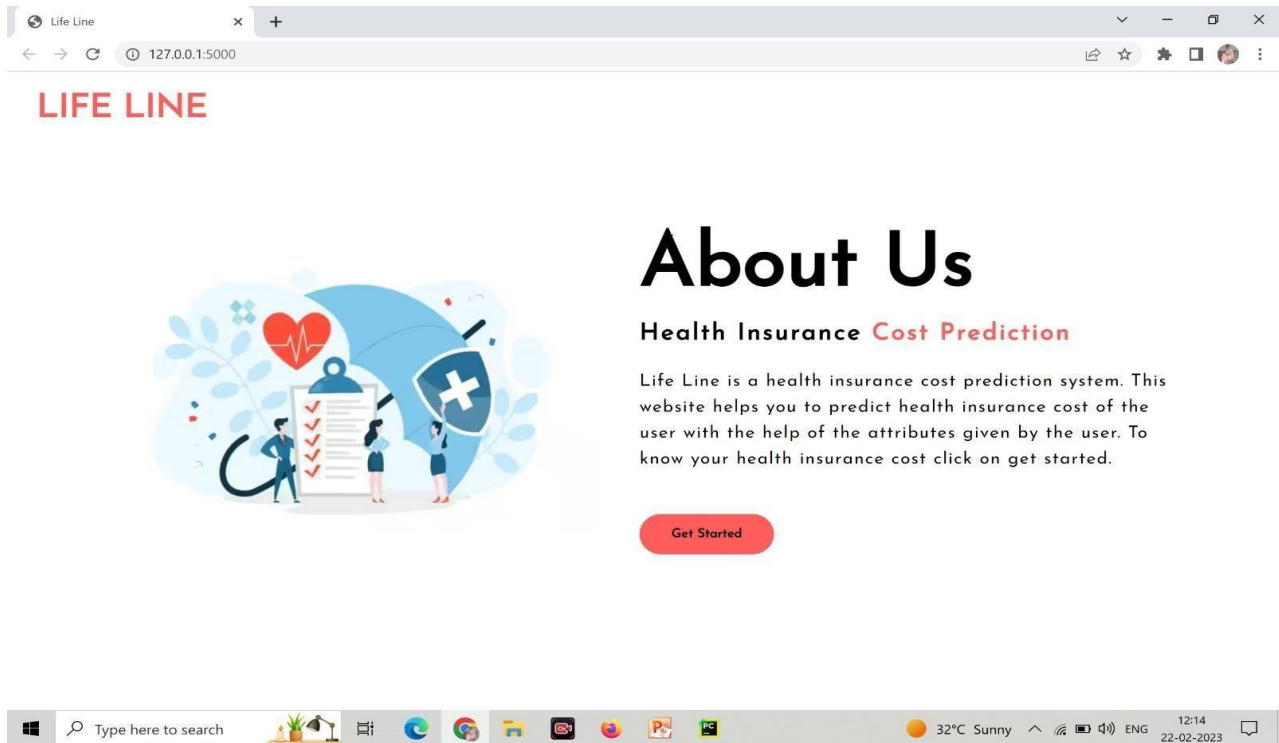 Life Line
127.0.0.1:5000
LIFE LINE
About Us
Health Insurance Cost Prediction
Life Line is a health insurance cost prediction system. This
website helps you to predict health insurance cost of the
user with the help of the attributes given by the user. To
know your health insurance cost click on get started.
Get Started
Type here to search
PC
32°C Sunny
ENG
12:14
22-02-2023